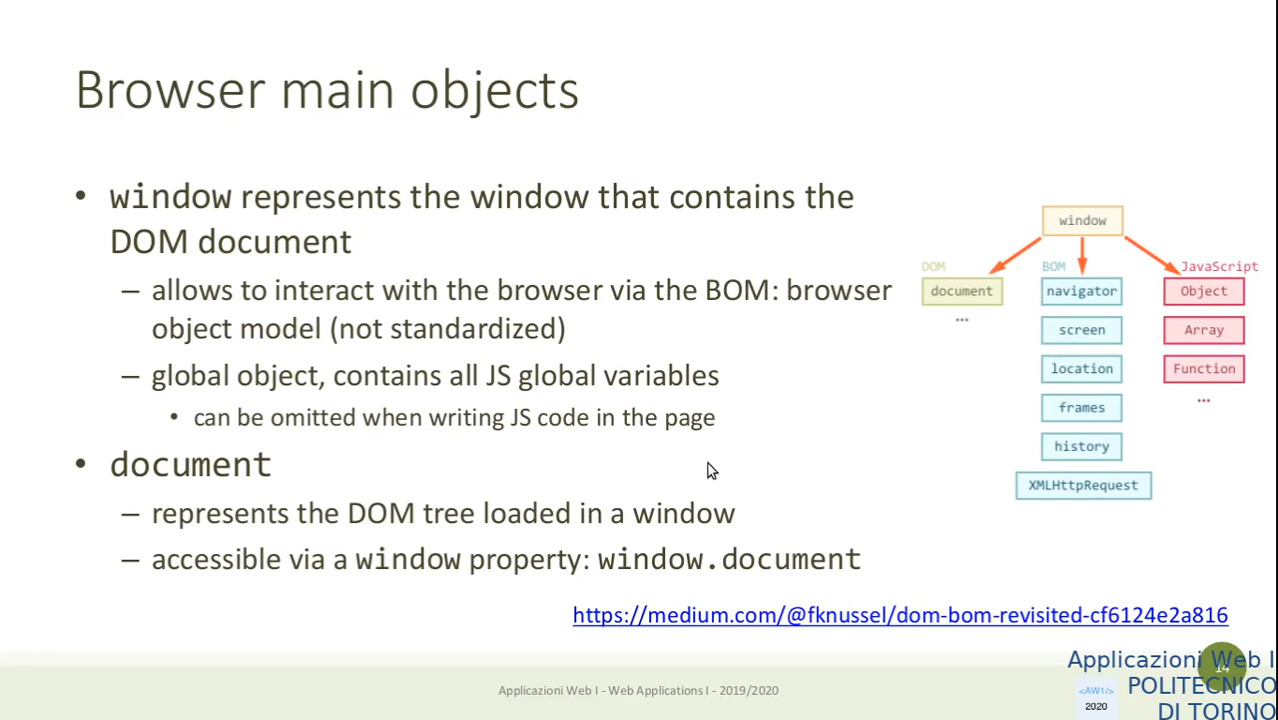 Browser main objects
• window represents the window that contains the
DOM document
– allows to interact with the browser via the BOM: browser
object model (not standardized)
– global object, contains all JS global variables
• can be omitted when writing JS code in the page
• document
– represents the DOM tree loaded in a window
– accessible via a window property: window.document
window
DOM
document
...
BOM
navigator
screen
location
frames
history
XMLHttpRequest
JavaScript
Object
Array
Function
...
https://medium.com/@fknussel/dom-bom-revisited-cf6124e2a816
Applicazioni Web I - Web Applications I - 2019/2020
14
Applicazioni Web I
POLITECNICO
DI TORINO
<AW1/>
2020